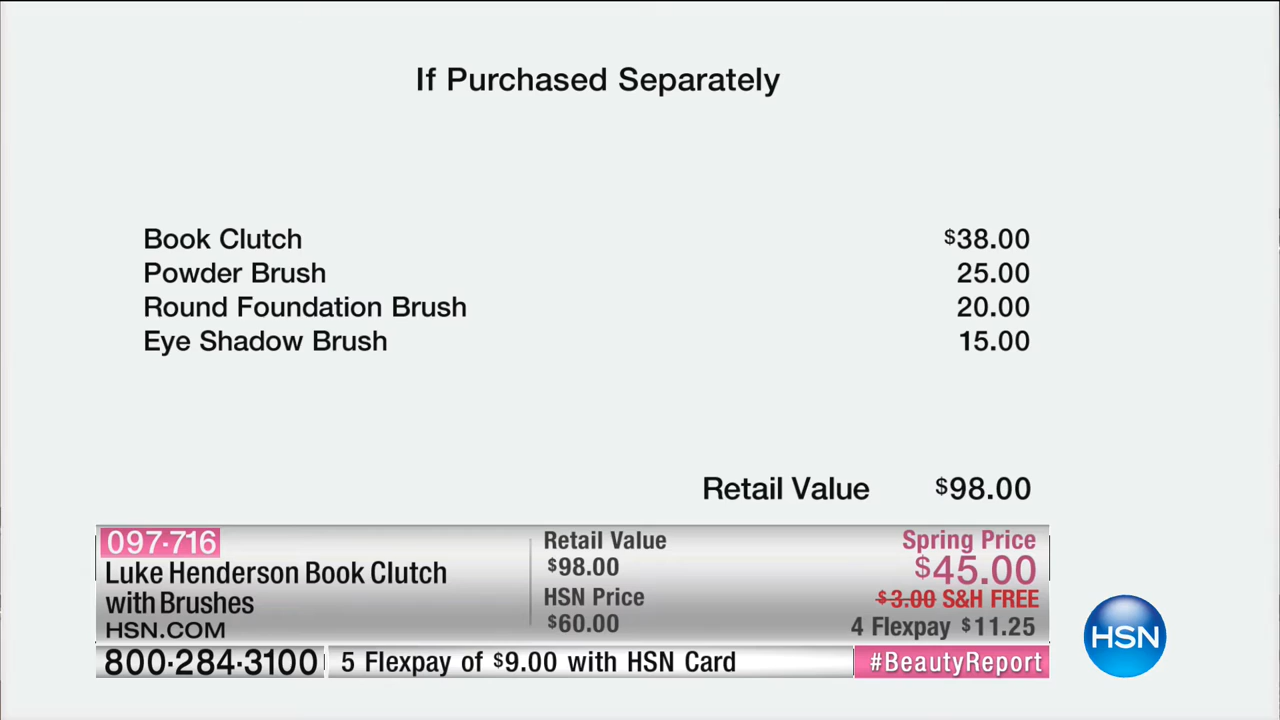 If Purchased Separately
Book Clutch $38.00
Powder Brush 25.00
Round Foundation Brush 20.00
Eye Shadow Brush 15.00
Retail Value $98.00
097-716
Luke Henderson Book Clutch
with Brushes
HSN.COM
Retail Value
$98.00
HSN Price
$60.00
Spring Price
$45.00
$3.00 S&H FREE
4 Flexpay $11.25
800-284-3100
5 Flexpay of $9.00 with HSN Card
#BeautyReport
HSN